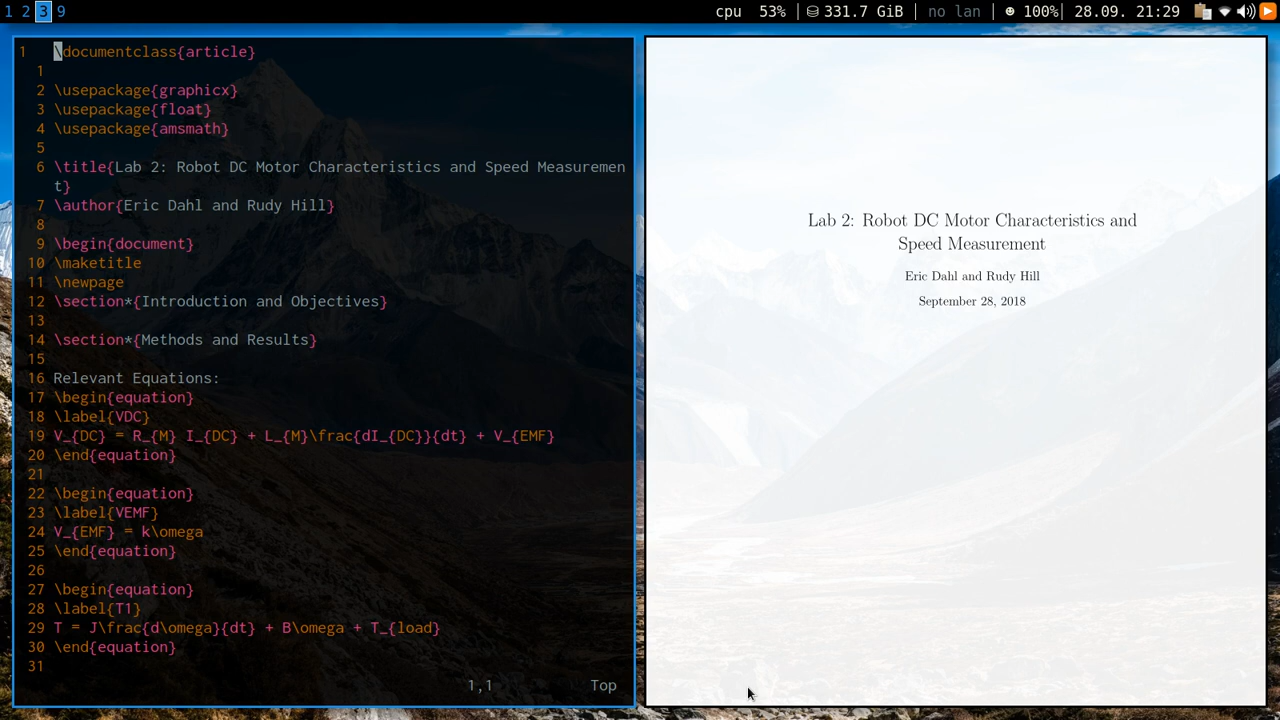 1 2 3 9 cpu 53% | 331.7 GiB | no lan | 100%| 28.09. 21:29
1 \documentclass{article}
1
2 \usepackage{graphicx}
3 \usepackage{float}
4 \usepackage{amsmath}
5
6 \title{Lab 2: Robot DC Motor Characteristics and Speed Measuremen
t}
7 \author{Eric Dahl and Rudy Hill}
8
9 \begin{document}
10 \maketitle
11 \newpage
12 \section*{Introduction and Objectives}
13
14 \section*{Methods and Results}
15
16 Relevant Equations:
17 \begin{equation}
18 \label{VDC}
19 V_{DC} = R_{M} I_{DC} + L_{M}\frac{dI_{DC}}{dt} + V_{EMF}
20 \end{equation}
21
22 \begin{equation}
23 \label{VEMF}
24 V_{EMF} = k\omega
25 \end{equation}
26
27 \begin{equation}
28 \label{T1}
29 T = J\frac{d\omega}{dt} + B\omega + T_{load}
30 \end{equation}
31
1,1 Top
Lab 2: Robot DC Motor Characteristics and
Speed Measurement
Eric Dahl and Rudy Hill
September 28, 2018